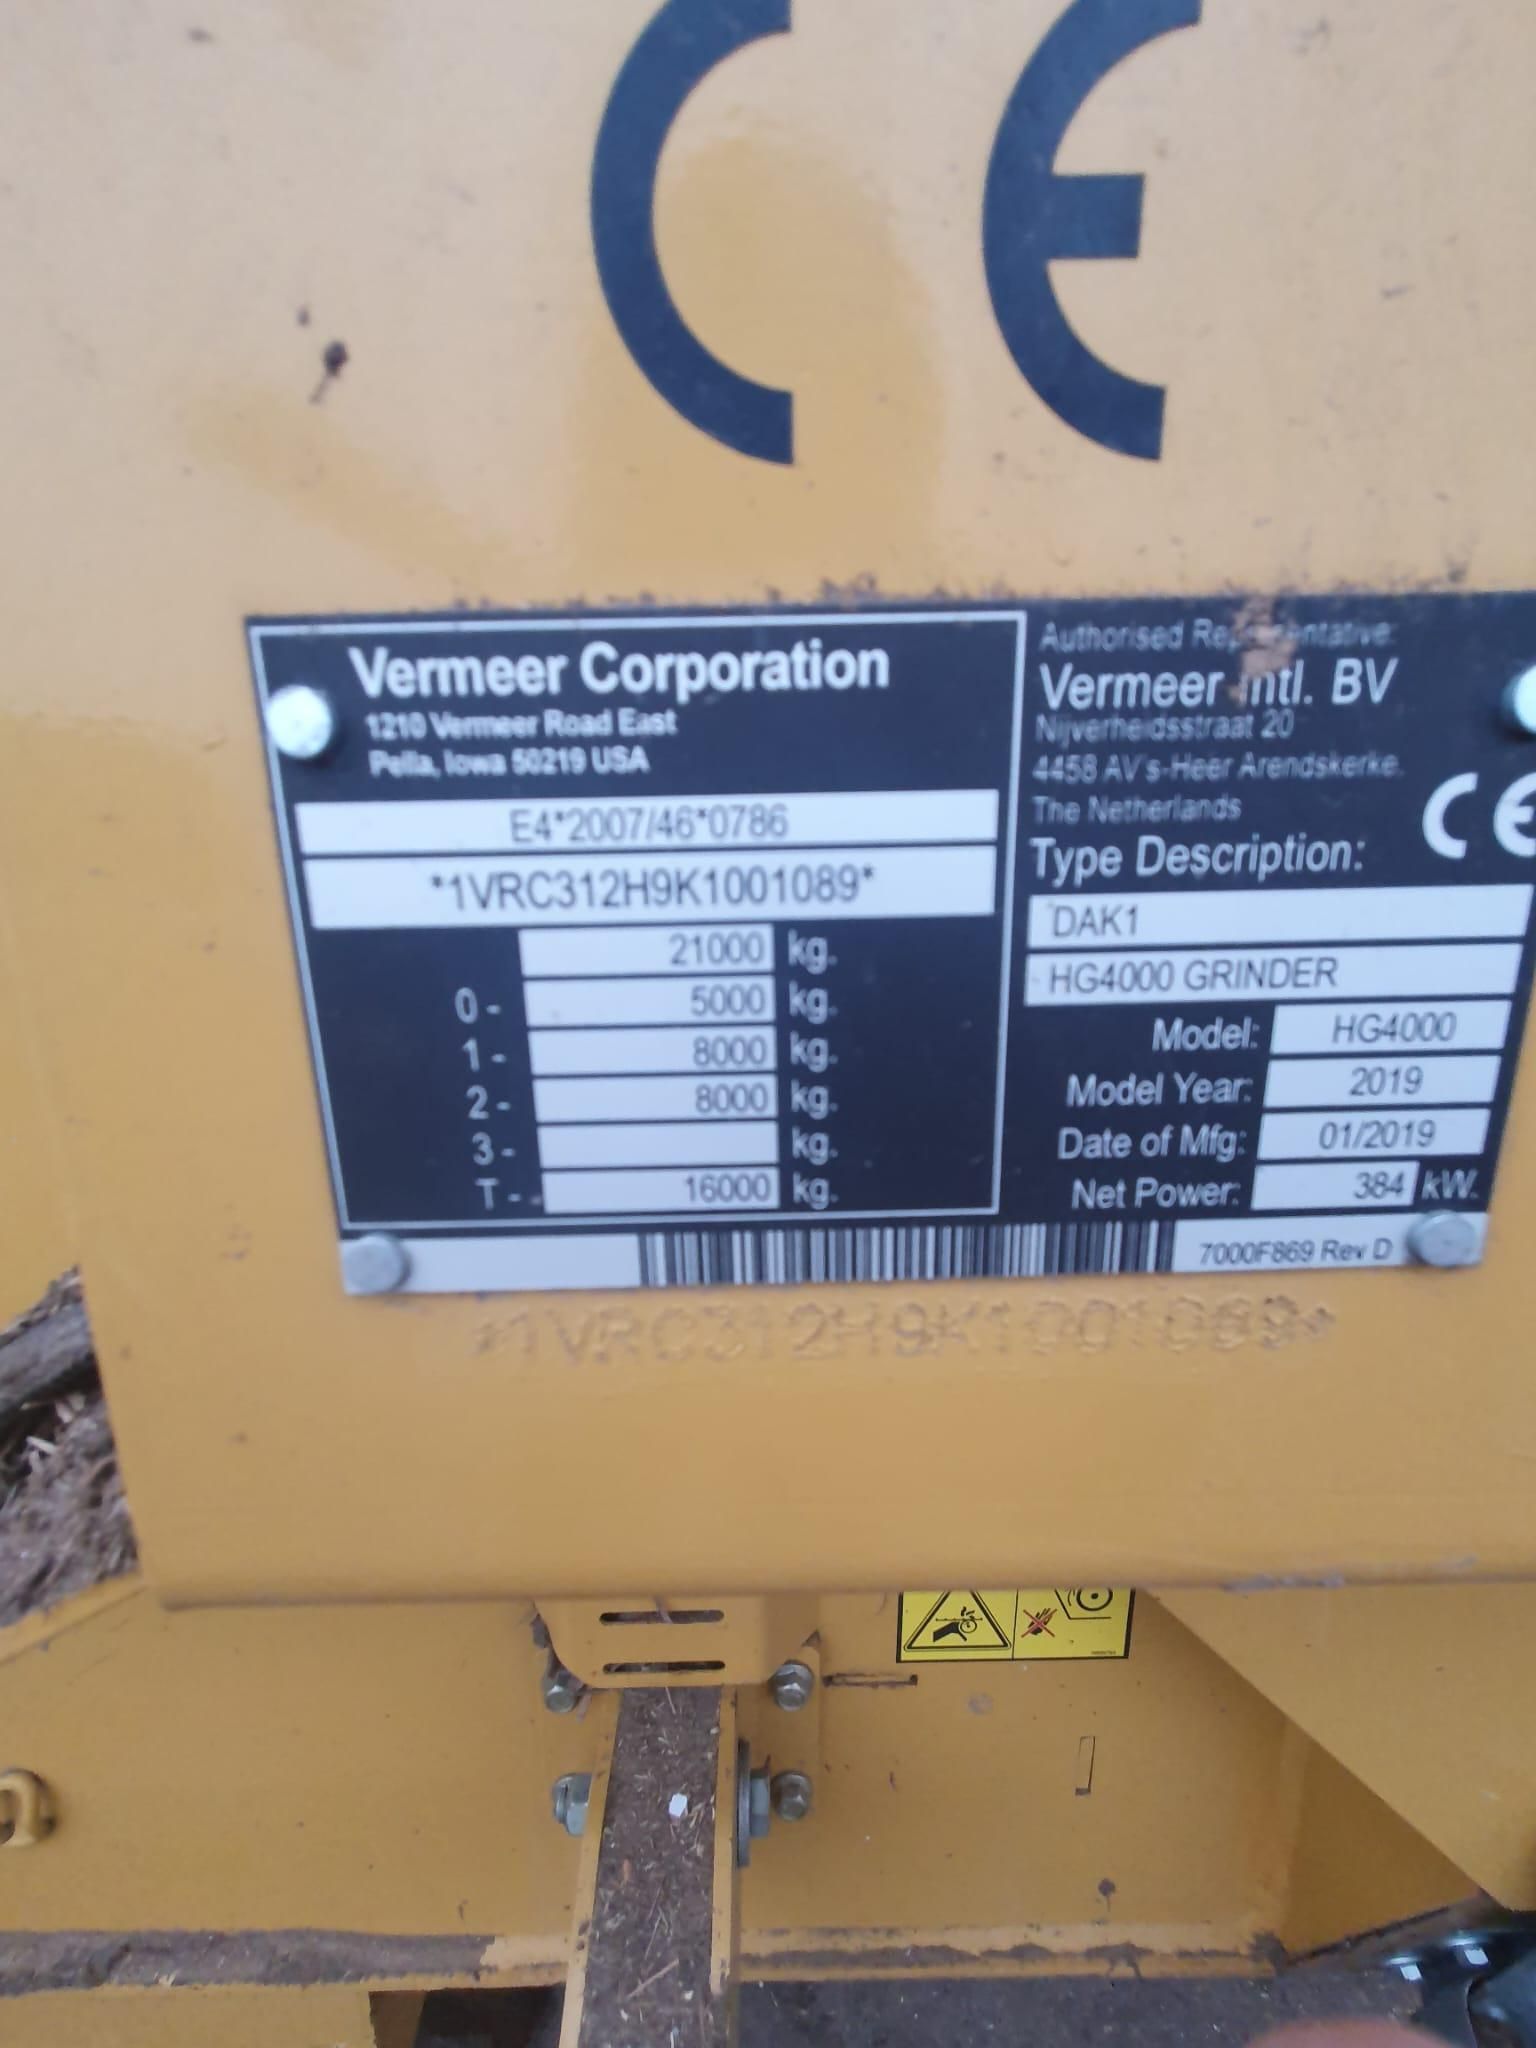 CE
Vermeer Corporation
1210 Vermeer Road East
Pella, Iowa 50219 USA
E4*2007/46*0786
*1VRC312H9K1001089*
21000 kg.
0 - 5000 kg.
1 - 8000 kg.
2 - 8000 kg.
3 - kg.
T - 16000 kg.
Authorised Representative:
Vermeer Intl. BV
Nijverheidsstraat 20
4458 AV 's-Heer Arendskerke.
The Netherlands
CE
Type Description:
DAK1
HG4000 GRINDER
Model: HG4000
Model Year: 2019
Date of Mfg: 01/2019
Net Power: 384 kW.
7000F869 Rev D
*1VRC312H9K1001089*